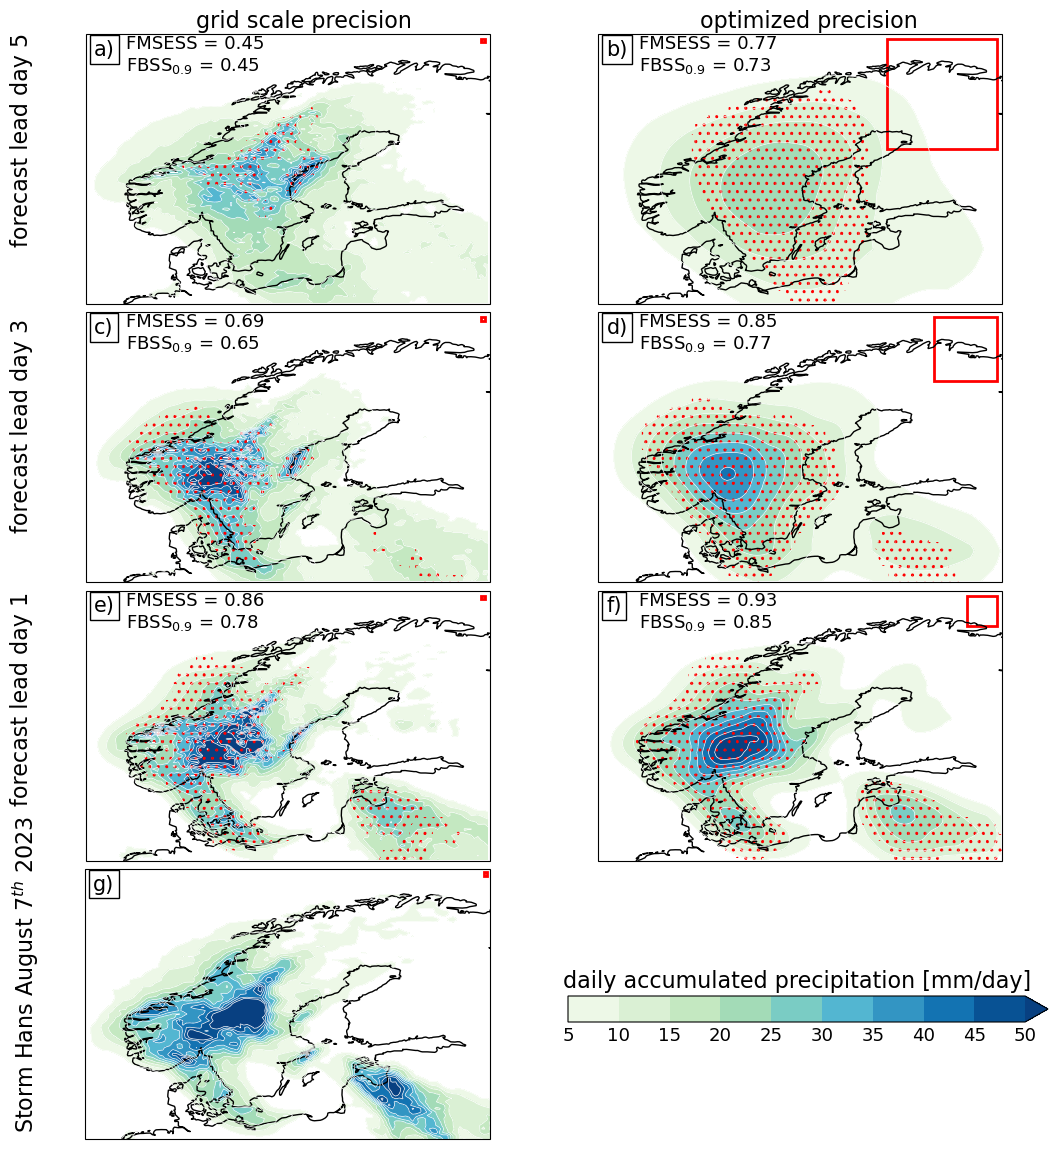 grid scale precision
optimized precision
forecast lead day 5
a)
FMSESS = 0.45
FBSS0.9 = 0.45
b)
FMSESS = 0.77
FBSS0.9 = 0.73
forecast lead day 3
c)
FMSESS = 0.69
FBSS0.9 = 0.65
d)
FMSESS = 0.85
FBSS0.9 = 0.77
forecast lead day 1
e)
FMSESS = 0.86
FBSS0.9 = 0.78
f)
FMSESS = 0.93
FBSS0.9 = 0.85
Storm Hans August 7th 2023
g)
daily accumulated precipitation [mm/day]
5 10 15 20 25 30 35 40 45 50